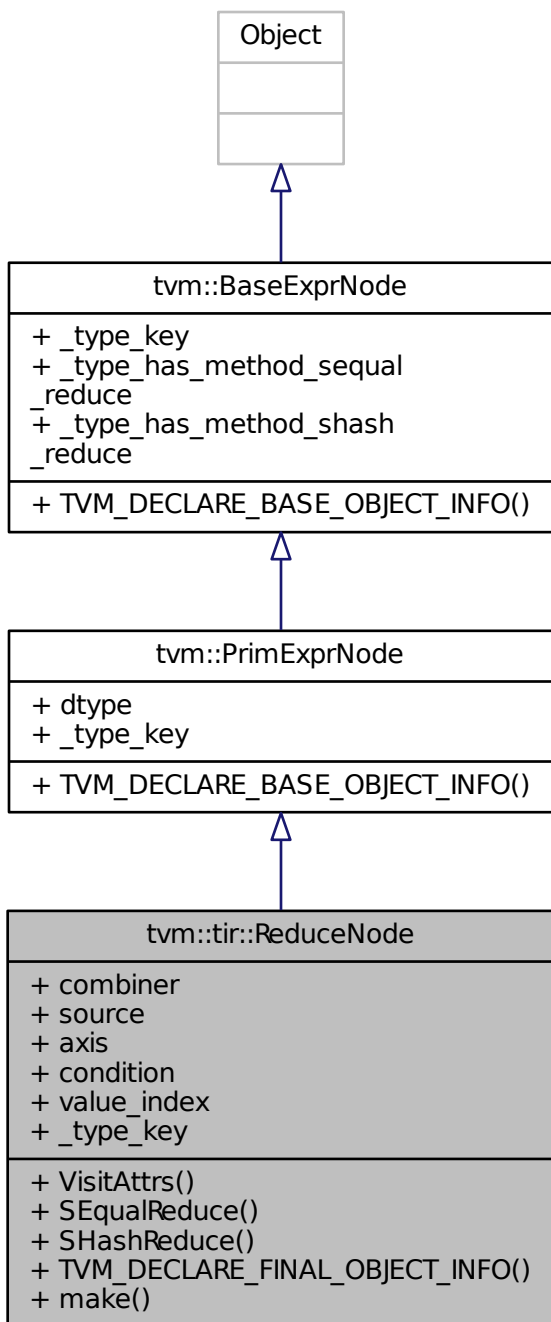 Object
tvm::BaseExprNode
+ _type_key
+ _type_has_method_sequal
_reduce
+ _type_has_method_shash
_reduce
+ TVM_DECLARE_BASE_OBJECT_INFO()
tvm::PrimExprNode
+ dtype
+ _type_key
+ TVM_DECLARE_BASE_OBJECT_INFO()
tvm::tir::ReduceNode
+ combiner
+ source
+ axis
+ condition
+ value_index
+ _type_key
+ VisitAttrs()
+ SEqualReduce()
+ SHashReduce()
+ TVM_DECLARE_FINAL_OBJECT_INFO()
+ make()